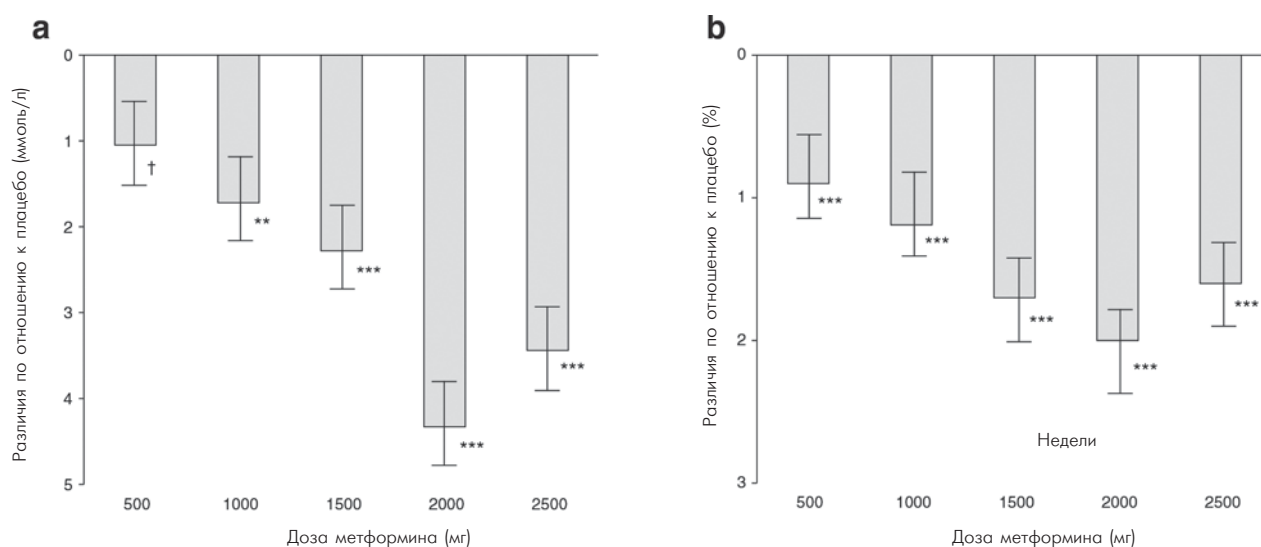 a
Различия по отношению к плацебо (ммоль/л)
0
1
2
3
4
5
†
**
***
***
***
500 1000 1500 2000 2500
Доза метформина (мг)
b
Различия по отношению к плацебо (%)
0
1
2
3
***
***
***
***
***
Недели
500 1000 1500 2000 2500
Доза метформина (мг)